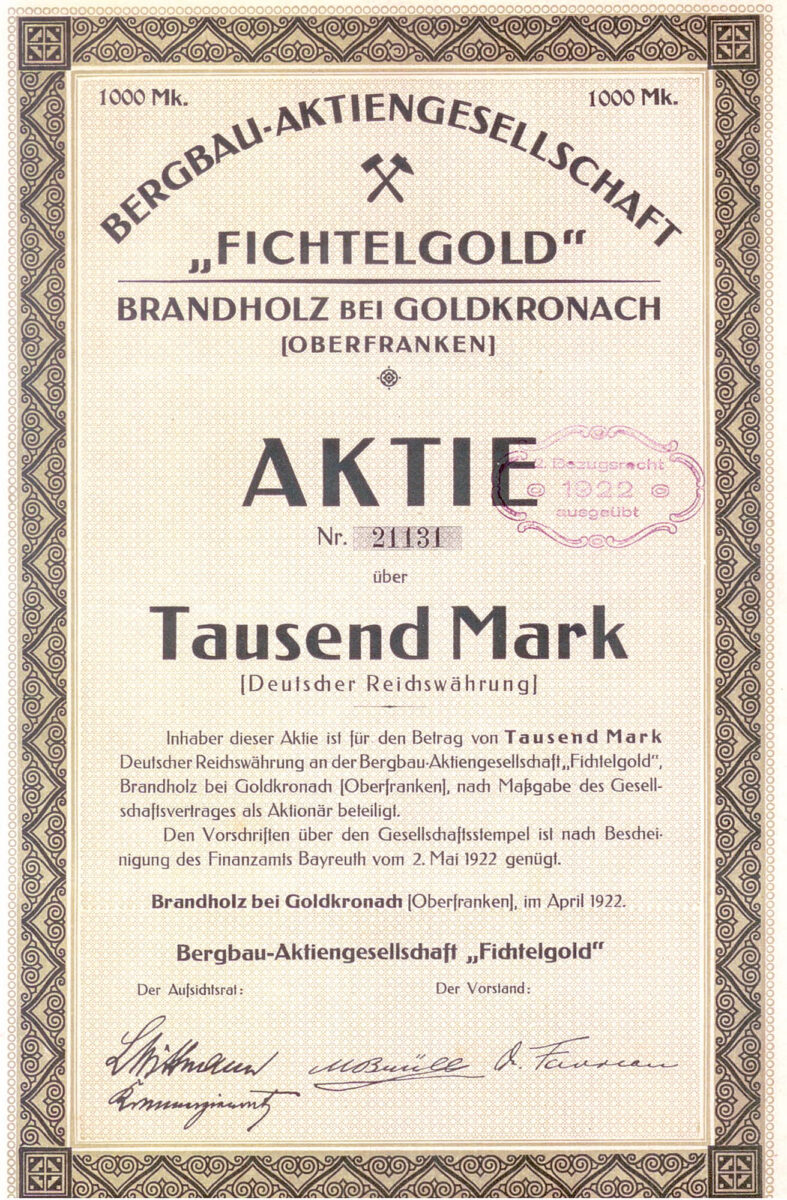 1000 Mk.
1000 Mk.
BERGBAU-AKTIENGESELLSCHAFT
„FICHTELGOLD“
BRANDHOLZ BEI GOLDKRONACH
[OBERFRANKEN]
AKTIE
2. Bezugsrecht
1922
ausgeübt
Nr. 21131
über
Tausend Mark
[Deutscher Reichswährung]
Inhaber dieser Aktie ist für den Betrag von Tausend Mark
Deutscher Reichswährung an der Bergbau-Aktiengesellschaft „Fichtelgold“,
Brandholz bei Goldkronach [Oberfranken], nach Maßgabe des Gesell-
schaftsvertrages als Aktionär beteiligt.
Den Vorschriften über den Gesellschaftsstempel ist nach Beschei-
nigung des Finanzamts Bayreuth vom 2. Mai 1922 genügt.
Brandholz bei Goldkronach [Oberfranken], im April 1922.
Bergbau-Aktiengesellschaft „Fichtelgold“
Der Aufsichtsrat:
Der Vorstand: